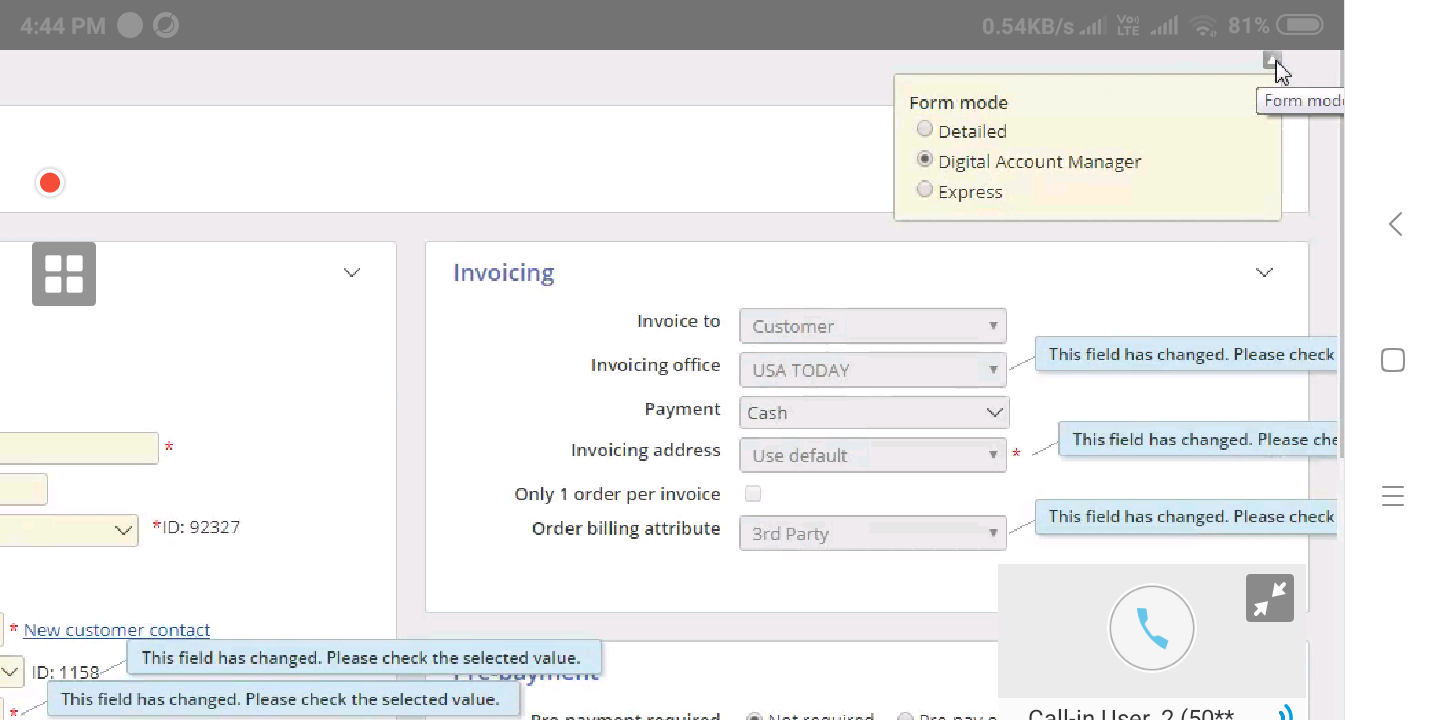 4:44 PM 0.54KB/s Vo) LTE 81%
Form mode
Form mode
Detailed
Digital Account Manager
Express
Invoicing
Invoice to Customer
This field has changed. Please check
Invoicing office USA TODAY
Payment Cash
This field has changed. Please che
Invoicing address Use default *
*
Only 1 order per invoice
This field has changed. Please check
*ID: 92327
Order billing attribute 3rd Party
* New customer contact
This field has changed. Please check the selected value.
ID: 1158
Pre-payment
This field has changed. Please check the selected value.
*
Pre-payment required Not required Pre-pay
Call-in User_2 (50**